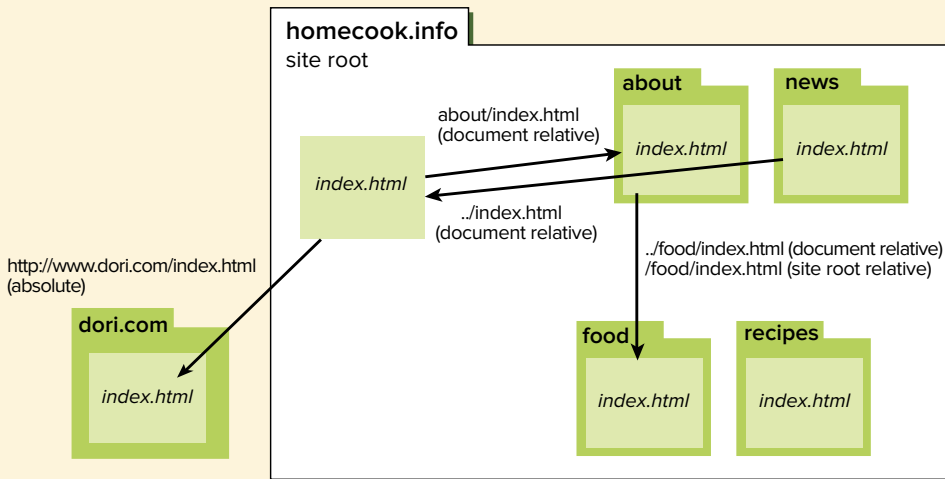 homecook.info
site root
about
news
about/index.html
(document relative)
index.html
index.html
index.html
../index.html
(document relative)
http://www.dori.com/index.html
(absolute)
../food/index.html (document relative)
/food/index.html (site root relative)
dori.com
food
recipes
index.html
index.html
index.html